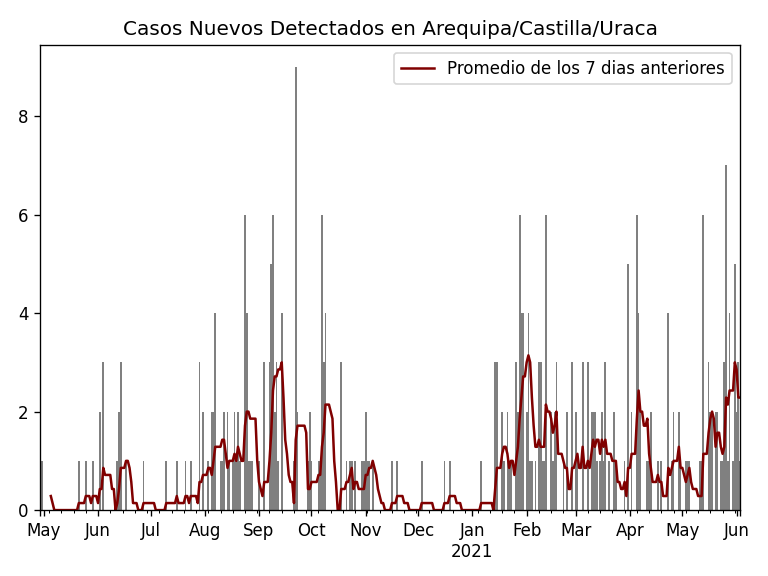 Casos Nuevos Detectados en Arequipa/Castilla/Uraca
Promedio de los 7 dias anteriores
8
6
4
2
0
May Jun Jul Aug Sep Oct Nov Dec Jan Feb Mar Apr May Jun
2021